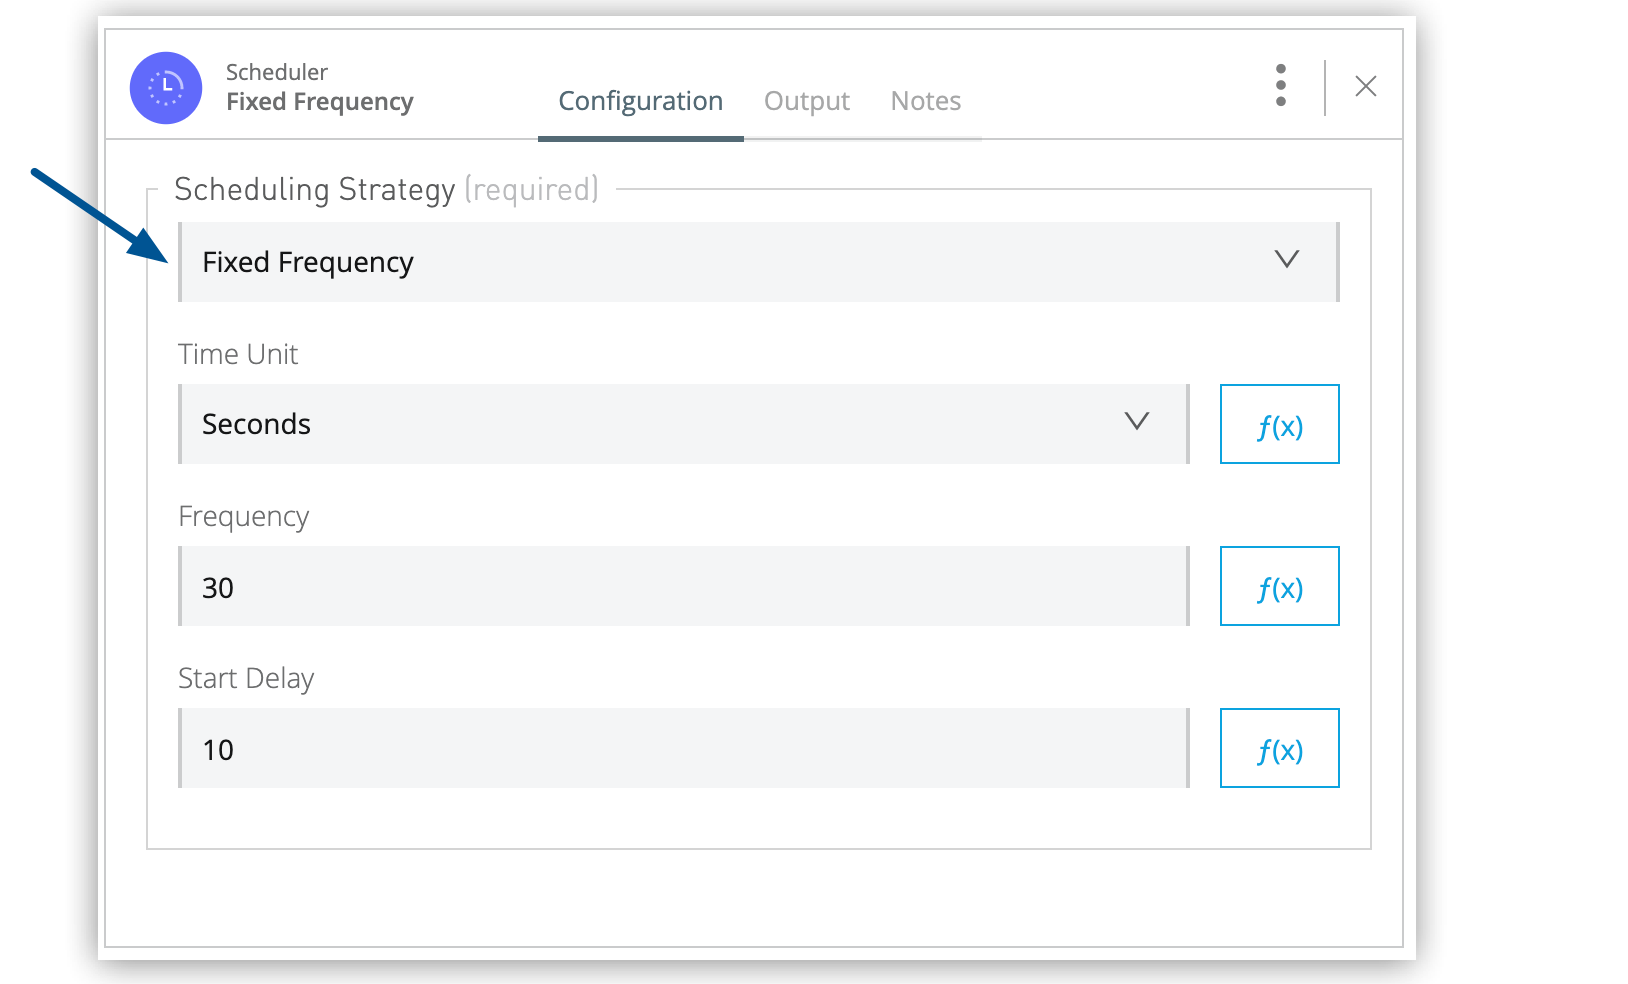 Scheduler
Fixed Frequency
Configuration Output Notes
Scheduling Strategy (required)
Fixed Frequency
Time Unit
Seconds
ƒ(x)
Frequency
30
ƒ(x)
Start Delay
10
ƒ(x)